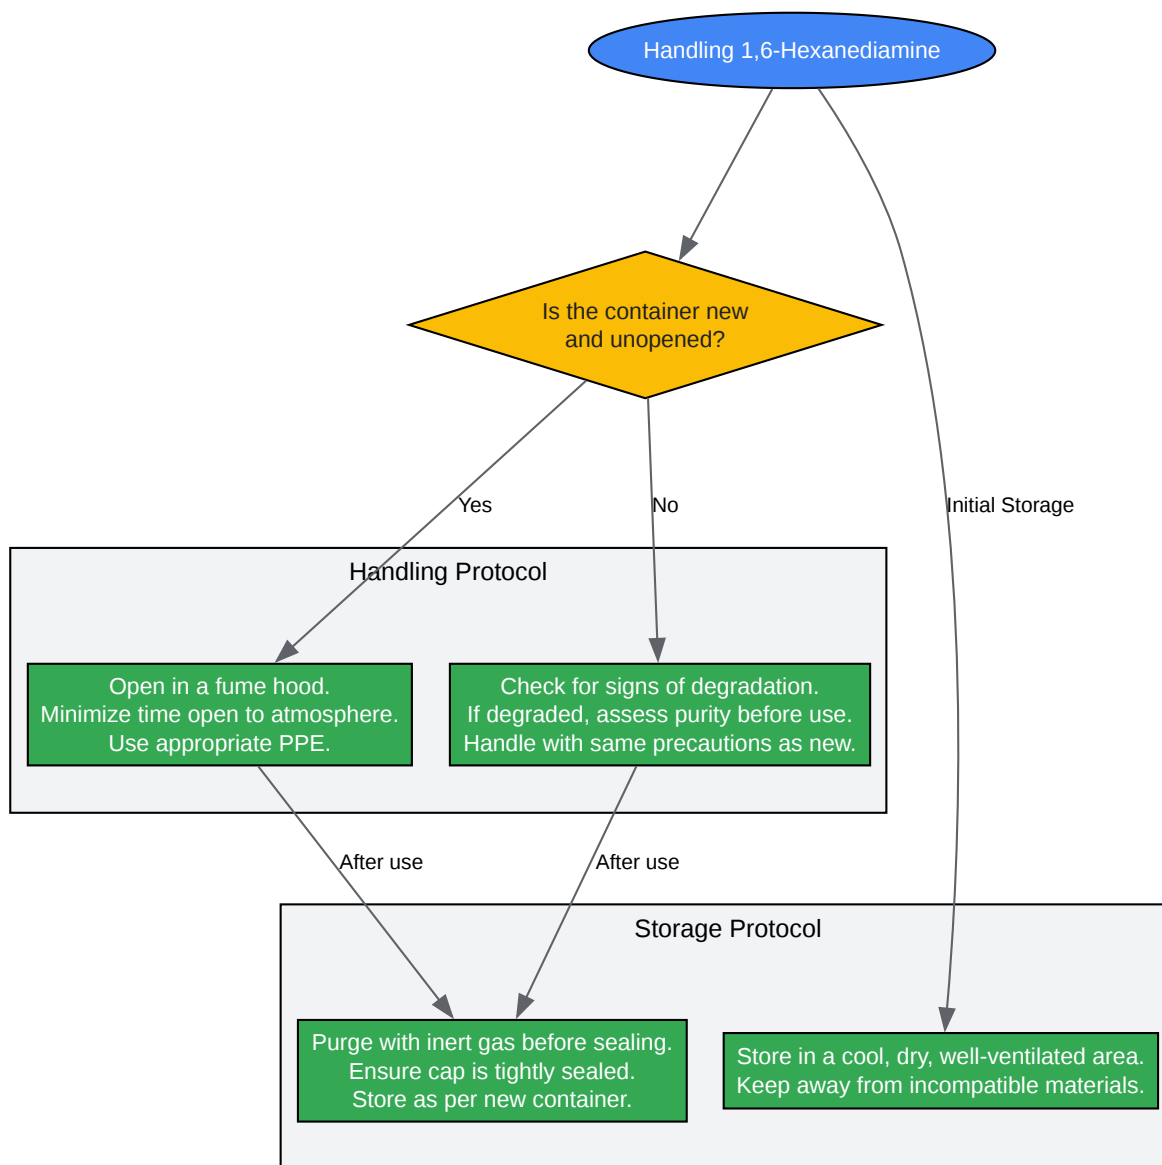 Handling 1,6-Hexanediamine
Is the container new
and unopened?
Yes
No
Initial Storage
Handling Protocol
Open in a fume hood.
Minimize time open to atmosphere.
Use appropriate PPE.
Check for signs of degradation.
If degraded, assess purity before use.
Handle with same precautions as new.
After use
After use
Storage Protocol
Purge with inert gas before sealing.
Ensure cap is tightly sealed.
Store as per new container.
Store in a cool, dry, well-ventilated area.
Keep away from incompatible materials.